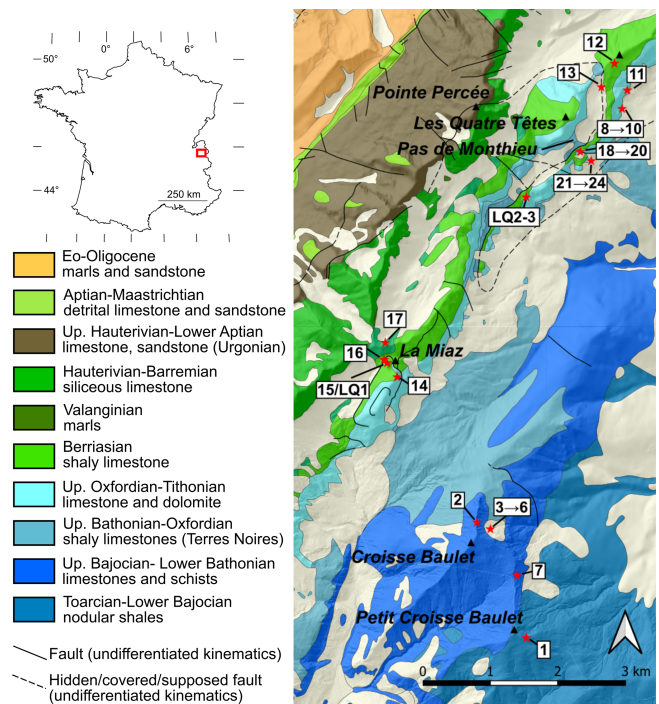 0°
6°
50°
44°
250 km
Eo-Oligocene
marls and sandstone
Aptian-Maastrichtian
detrital limestone and sandstone
Up. Hauterivian-Lower Aptian
limestone, sandstone (Urgonian)
Hauterivian-Barremian
siliceous limestone
Valanginian
marls
Berriasian
shaly limestone
Up. Oxfordian-Tithonian
limestone and dolomite
Up. Bathonian-Oxfordian
shaly limestones (Terres Noires)
Up. Bajocian- Lower Bathonian
limestones and schists
Toarcian-Lower Bajocian
nodular shales
Fault (undifferentiated kinematics)
Hidden/covered/supposed fault
(undifferentiated kinematics)
12
13
11
Pointe Percée
Les Quatre Têtes
8→10
Pas de Monthieu
18→20
21→24
LQ2-3
17
16
La Miaz
15/LQ1
14
2
3→6
Croisse Baulet
7
Petit Croisse Baulet
1
0 1 2 3 km